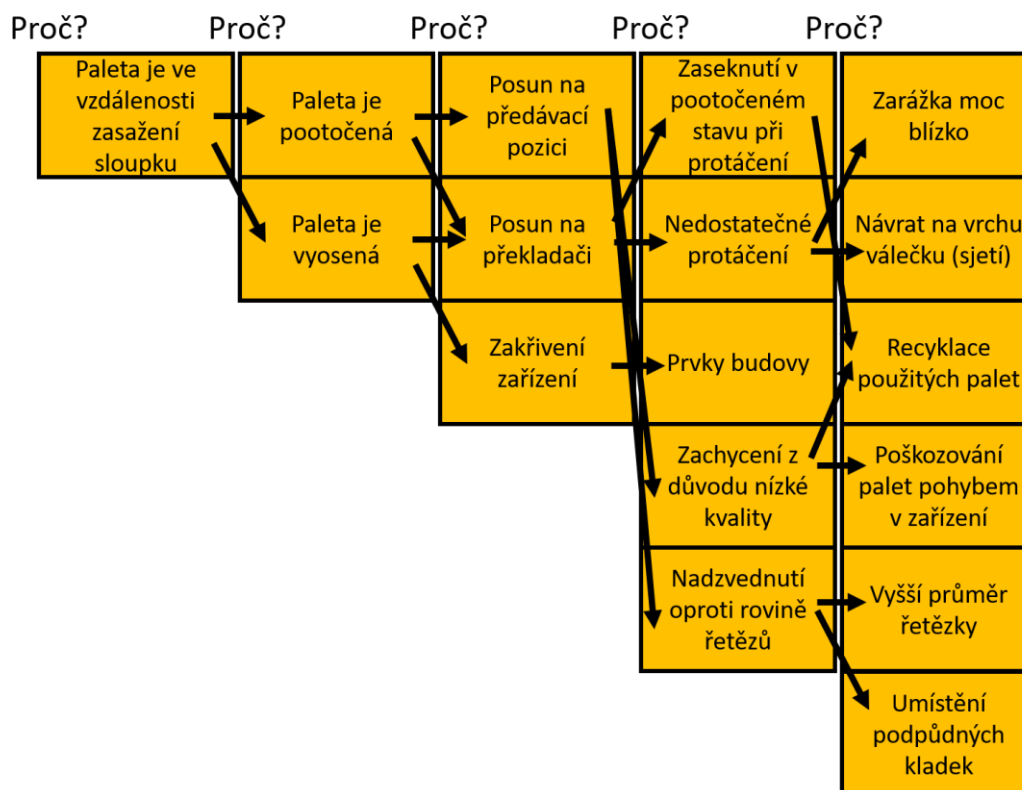 Proč?
Proč?
Proč?
Proč?
Proč?
Paleta je ve
vzdálenosti
zasažení
sloupku
Paleta je
pootočená
Posun na
předávací
pozici
Zaseknutí v
pootočeném
stavu při
protáčení
Zarážka moc
blízko
Paleta je
vyosená
Posun na
překladači
Nedostatečné
protáčení
Návrat na vrchu
válečku (sjetí)
Zakřivení
zařízení
Prvky budovy
Recyklace
použitých palet
Zachycení z
důvodu nízké
kvality
Poškozování
palet pohybem
v zařízení
Nadzvednutí
oproti rovině
řetězů
Vyšší průměr
řetězky
Umístění
podpůdných
kladek